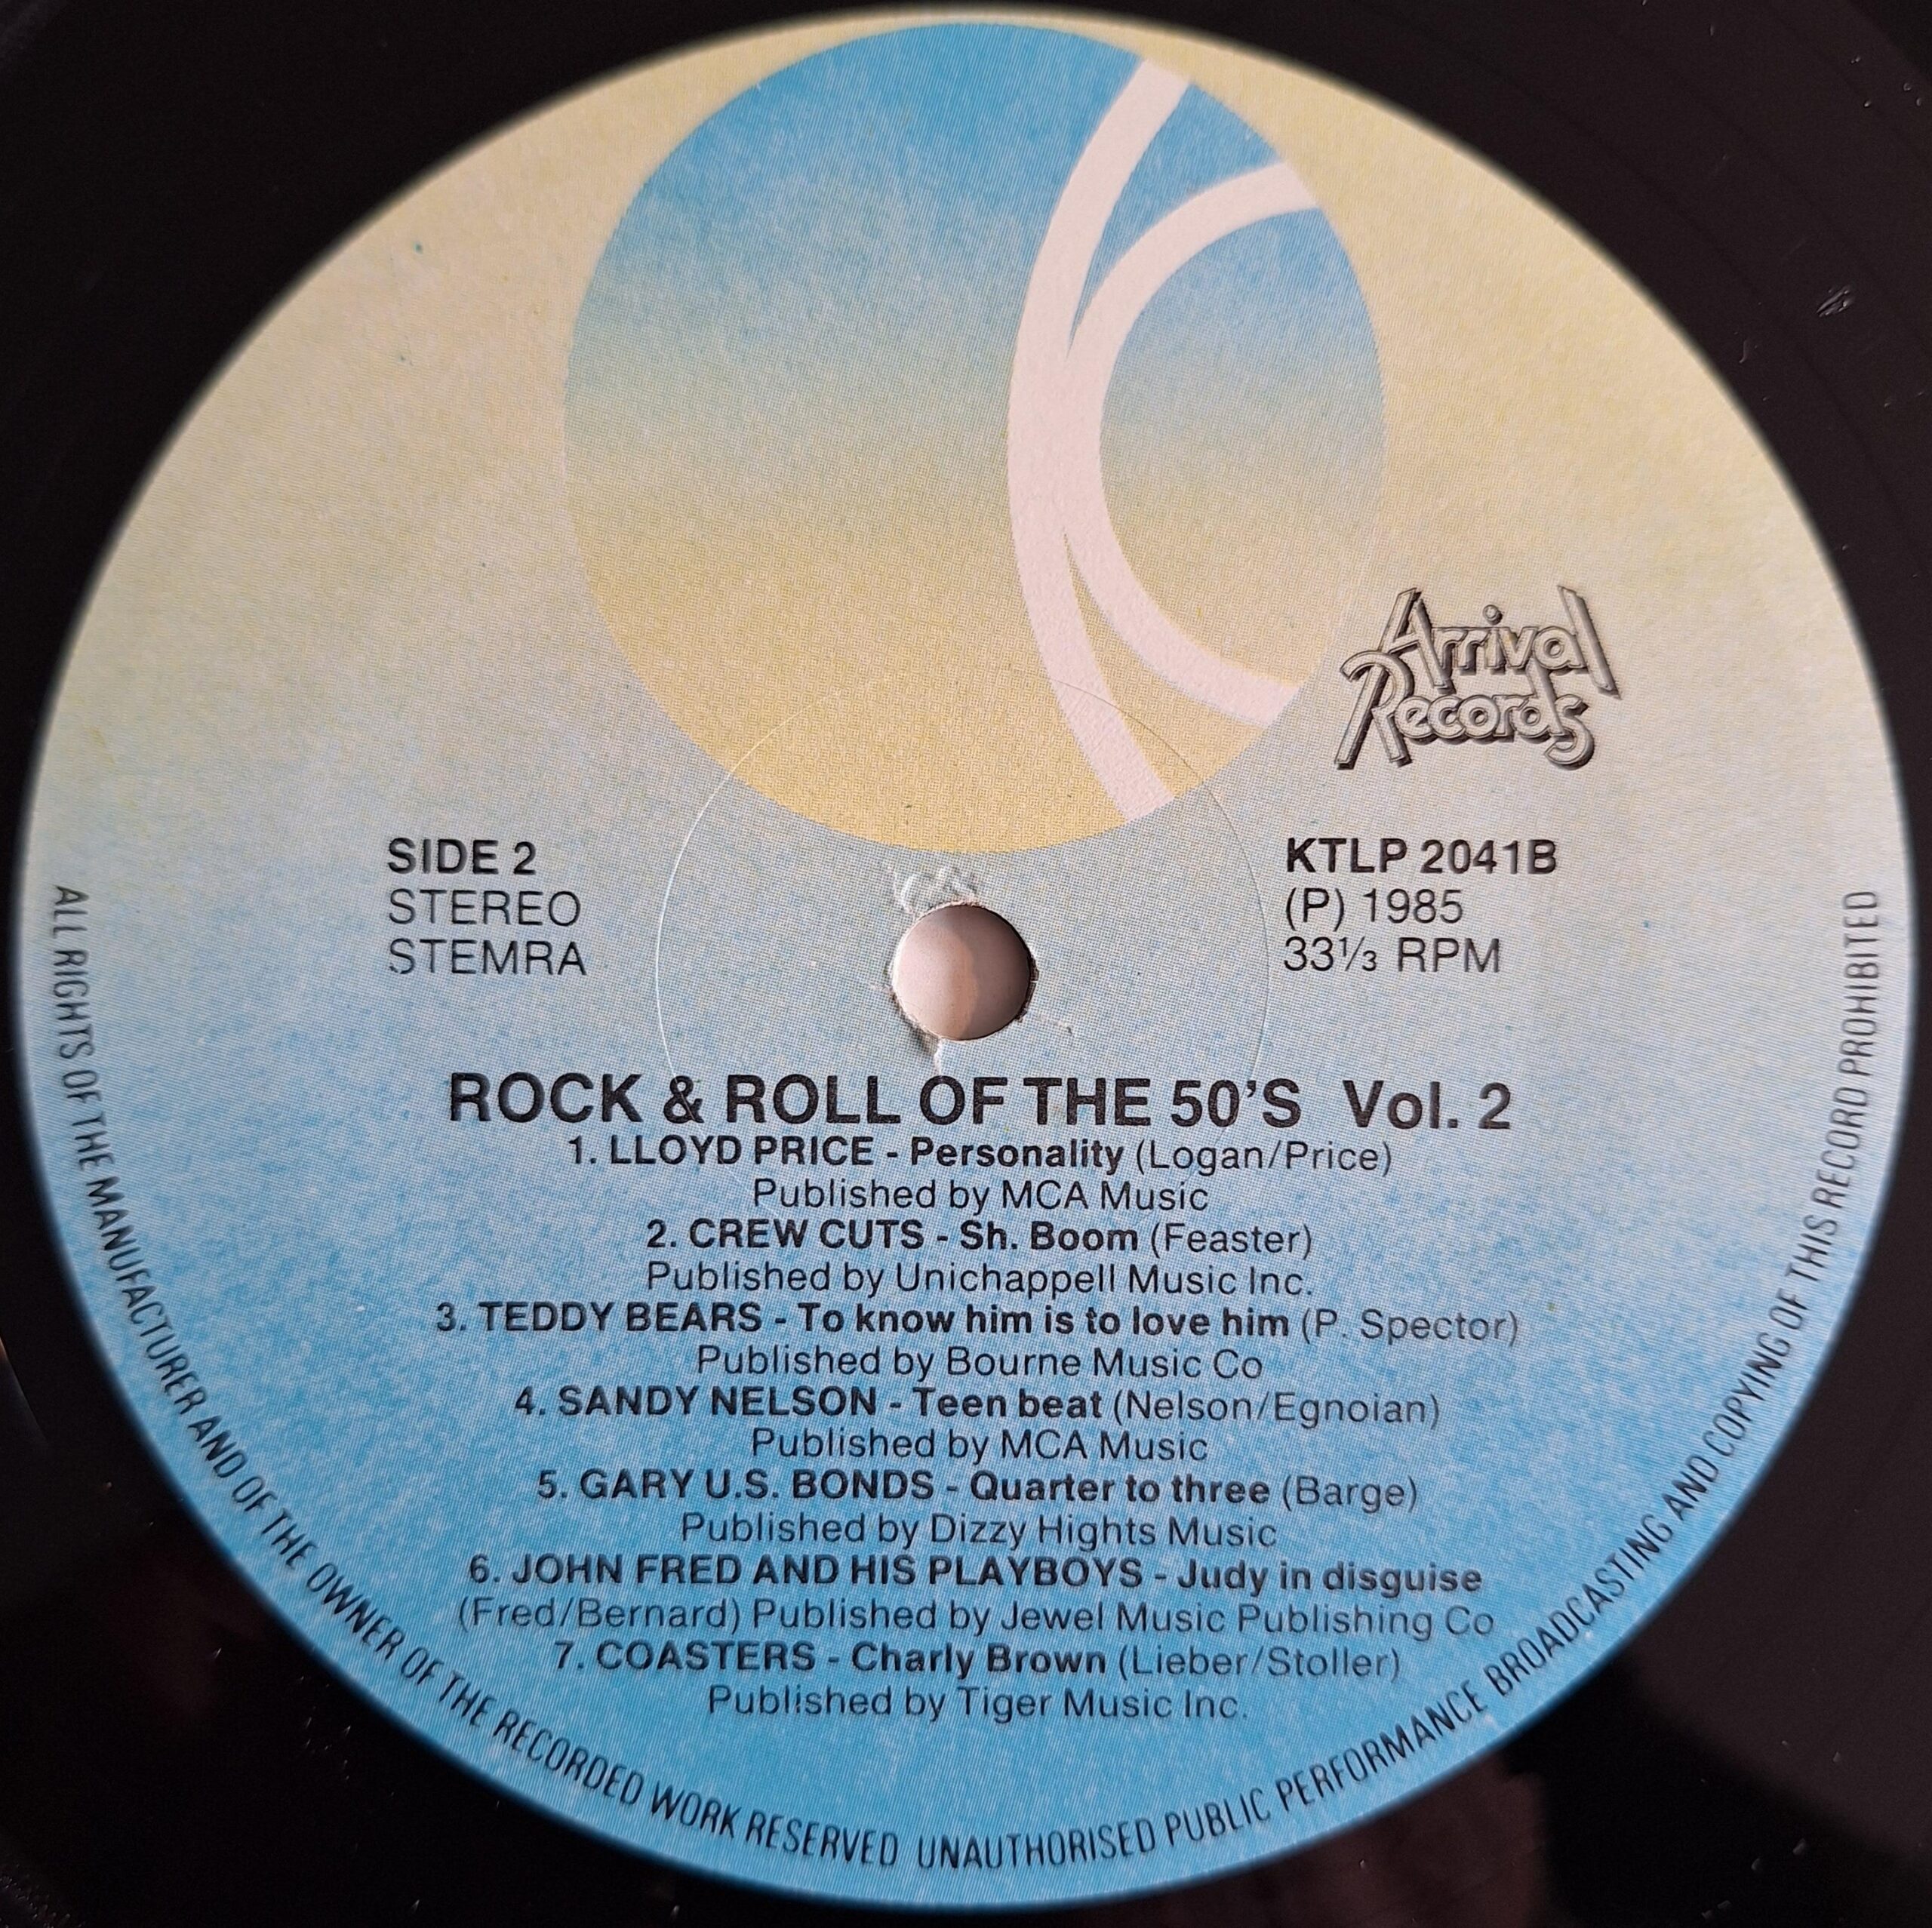 Arrival
Records
SIDE 2
STEREO
STEMRA
KTLP 2041B
(P) 1985
33⅓ RPM
ROCK & ROLL OF THE 50'S Vol. 2
1. LLOYD PRICE - Personality (Logan/Price)
Published by MCA Music
2. CREW CUTS - Sh. Boom (Feaster)
Published by Unichappell Music Inc.
3. TEDDY BEARS - To know him is to love him (P. Spector)
Published by Bourne Music Co
4. SANDY NELSON - Teen beat (Nelson/Egnoian)
Published by MCA Music
5. GARY U.S. BONDS - Quarter to three (Barge)
Published by Dizzy Hights Music
6. JOHN FRED AND HIS PLAYBOYS - Judy in disguise
(Fred/Bernard) Published by Jewel Music Publishing Co
7. COASTERS - Charly Brown (Lieber/Stoller)
Published by Tiger Music Inc.
ALL RIGHTS OF THE MANUFACTURER AND OF THE OWNER OF THE RECORDED WORK RESERVED UNAUTHORISED PUBLIC PERFORMANCE BROADCASTING AND COPYING OF THIS RECORD PROHIBITED